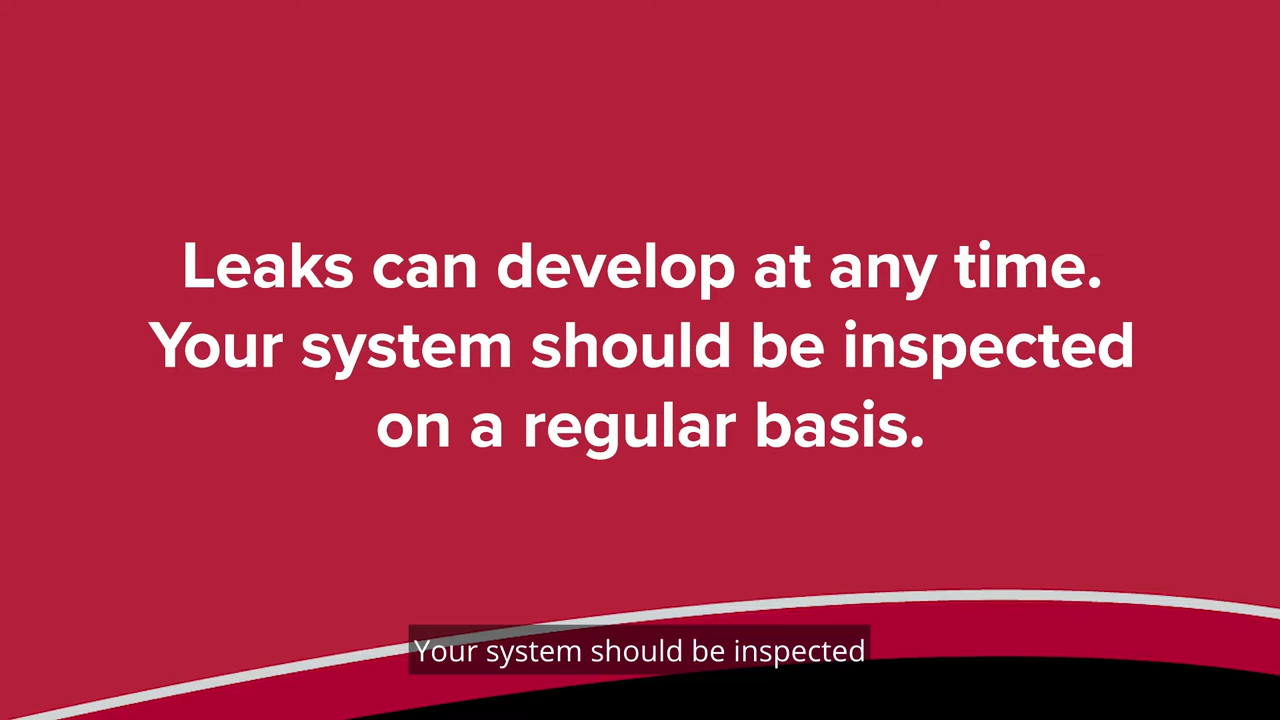 Leaks can develop at any time.
Your system should be inspected
on a regular basis.
Your system should be inspected